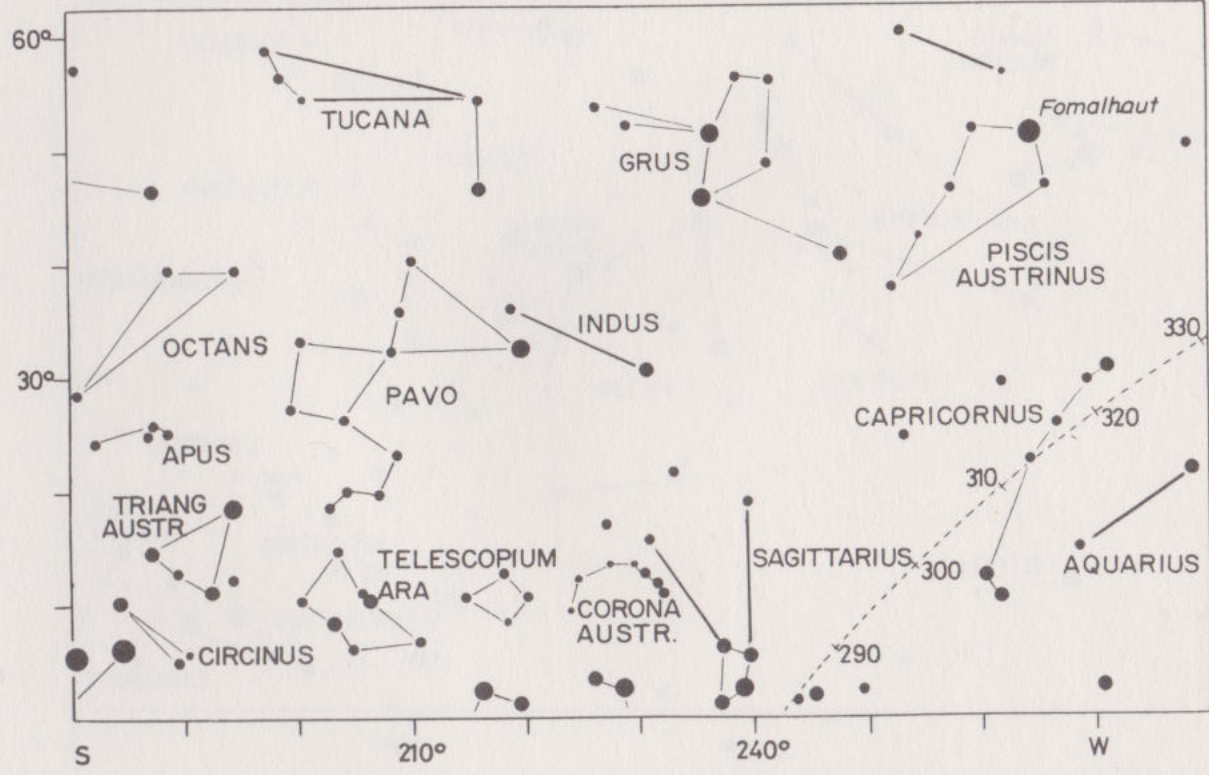 60°
TUCANA
Fomalhaut
GRUS
PISCIS
AUSTRINUS
INDUS
OCTANS
330
30°
PAVO
CAPRICORNUS
320
APUS
310
TRIANG
AUSTR.
TELESCOPIUM
SAGITTARIUS
300
AQUARIUS
ARA
CORONA
AUSTR.
CIRCINUS
290
S
210°
240°
W